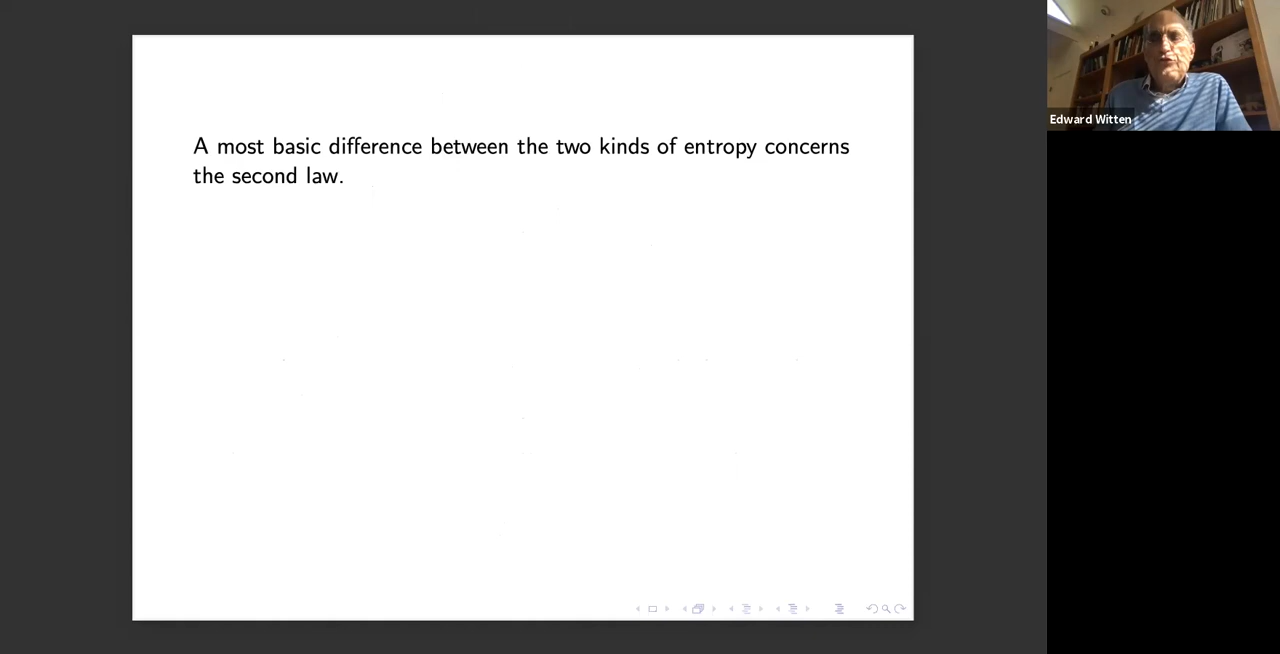 A most basic difference between the two kinds of entropy concerns
the second law.
Edward Witten